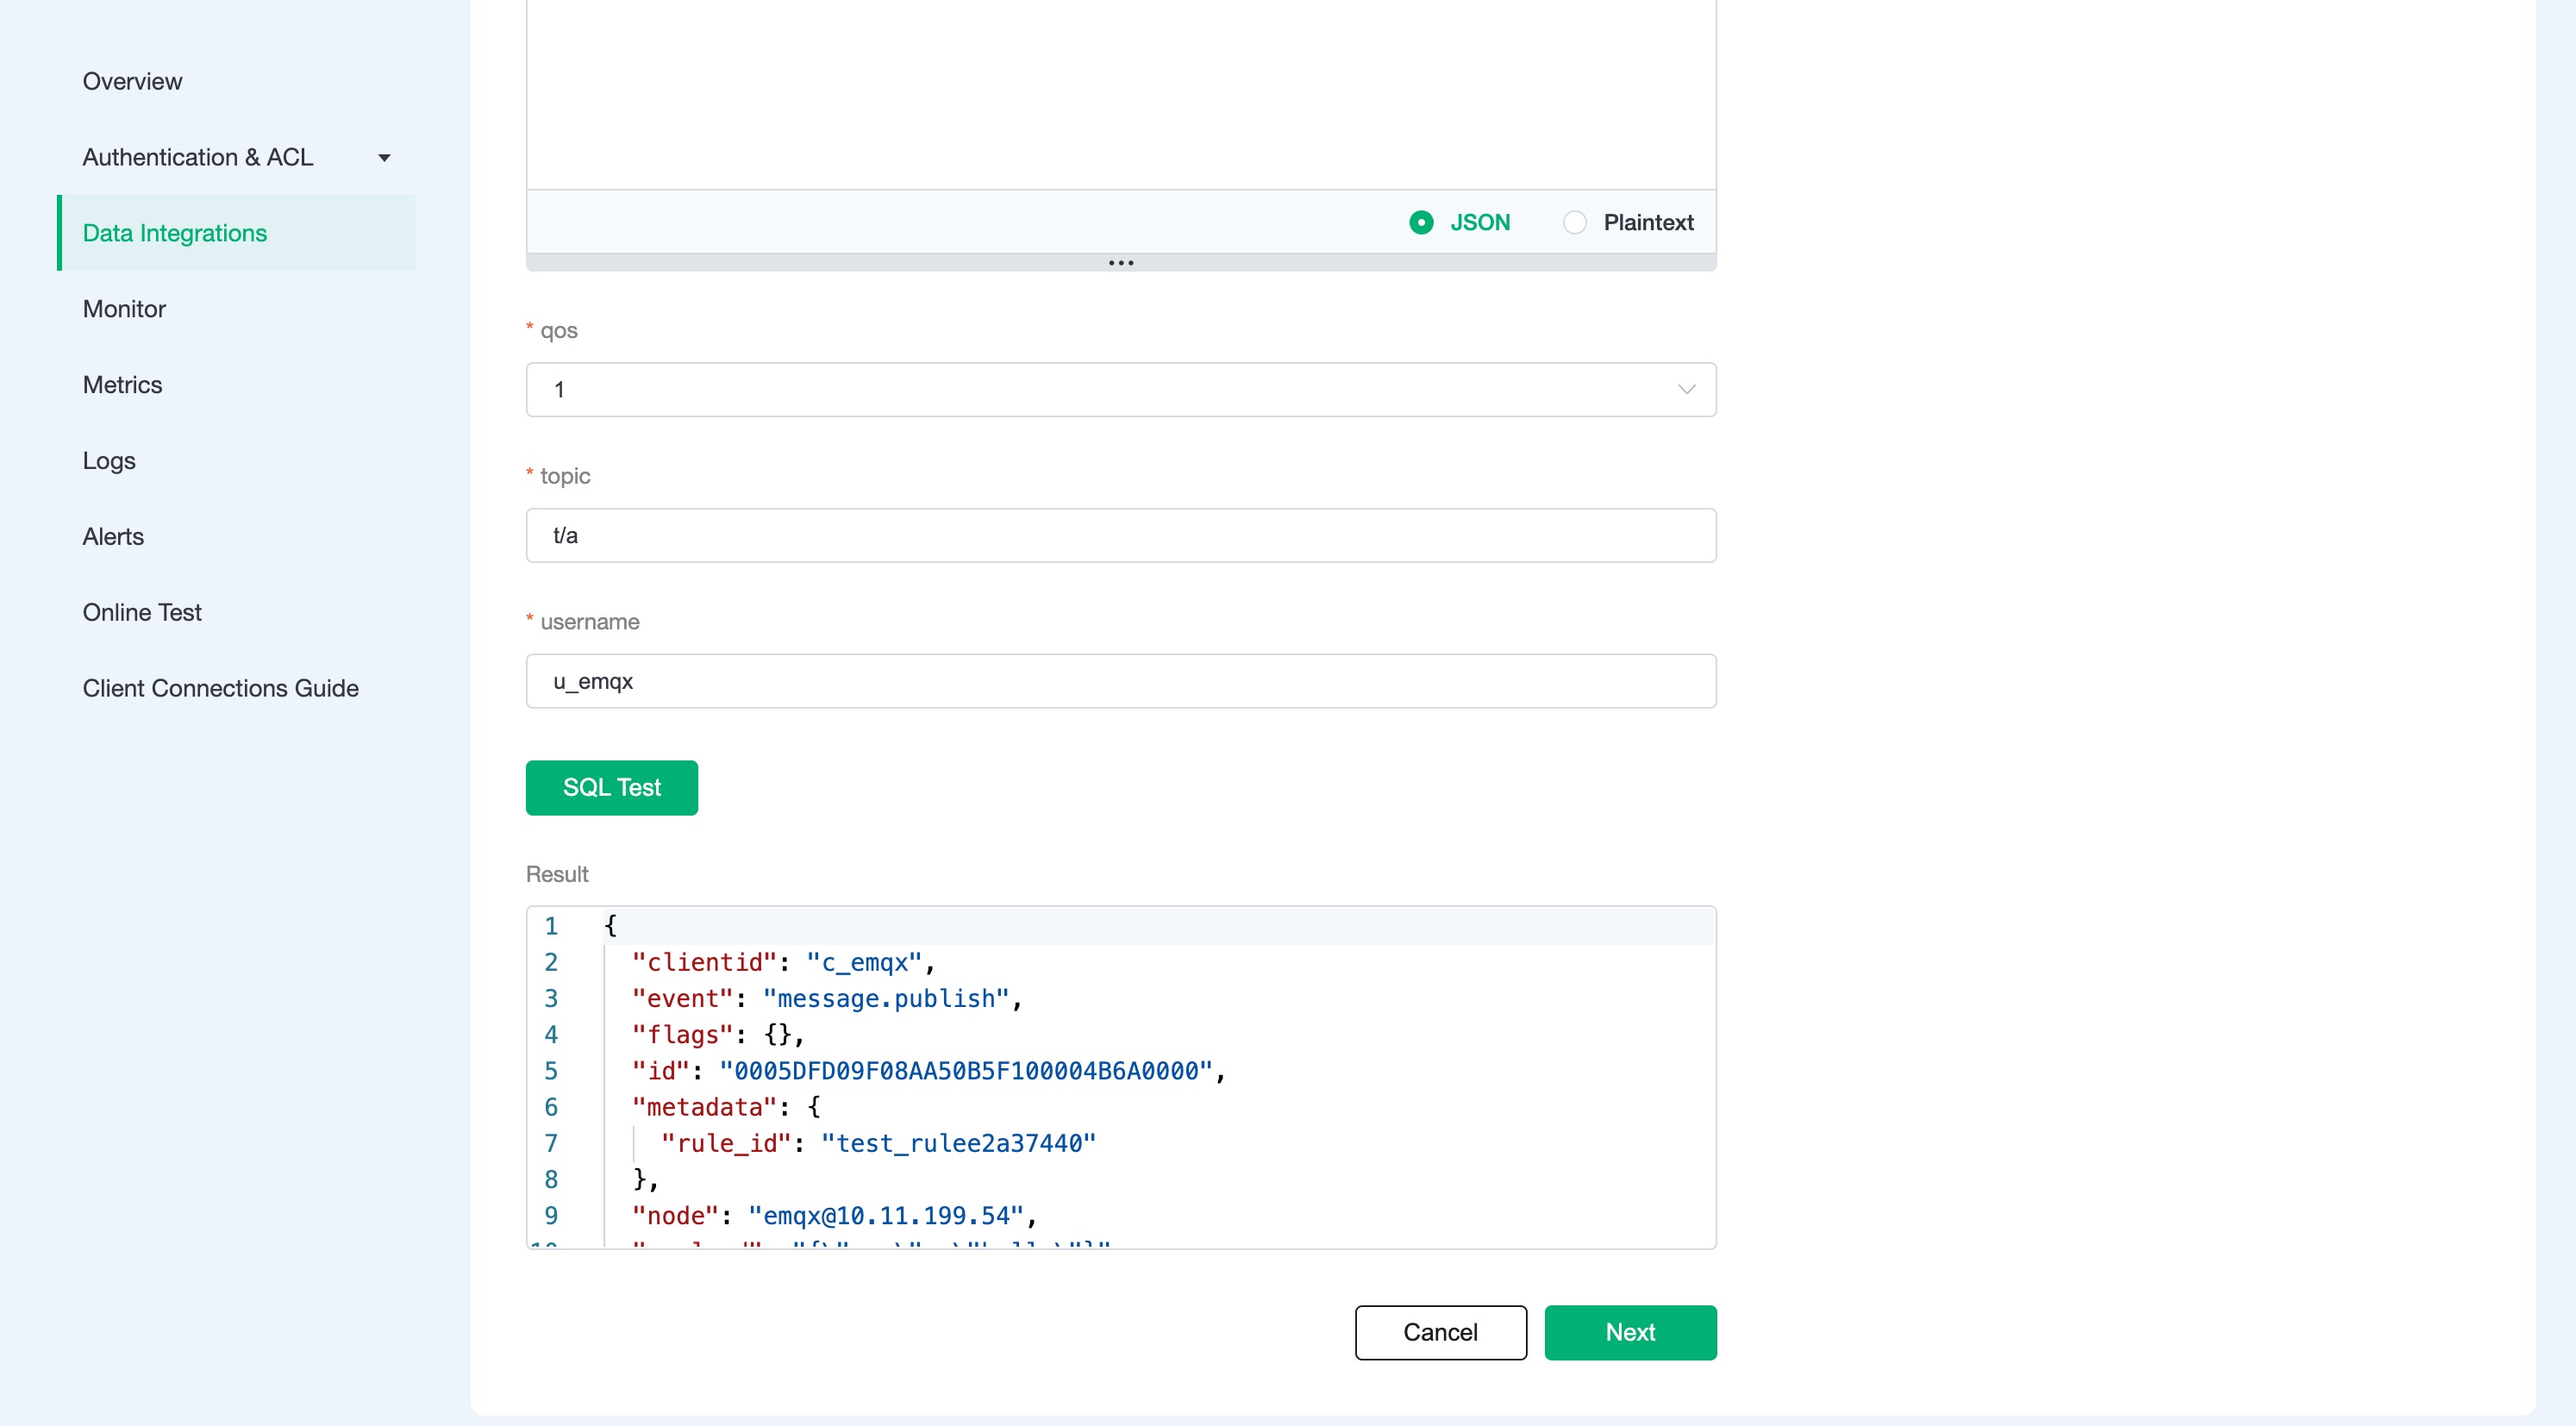 Overview
Authentication & ACL
Data Integrations
Monitor
Metrics
Logs
Alerts
Online Test
Client Connections Guide
JSON
Plaintext
* qos
1
* topic
t/a
* username
u_emqx
SQL Test
Result
1 {
2 "clientid": "c_emqx",
3 "event": "message.publish",
4 "flags": {},
5 "id": "0005DFD09F08AA50B5F100004B6A0000",
6 "metadata": {
7 "rule_id": "test_rulee2a37440"
8 },
9 "node": "emqx@10.11.199.54",
Cancel
Next